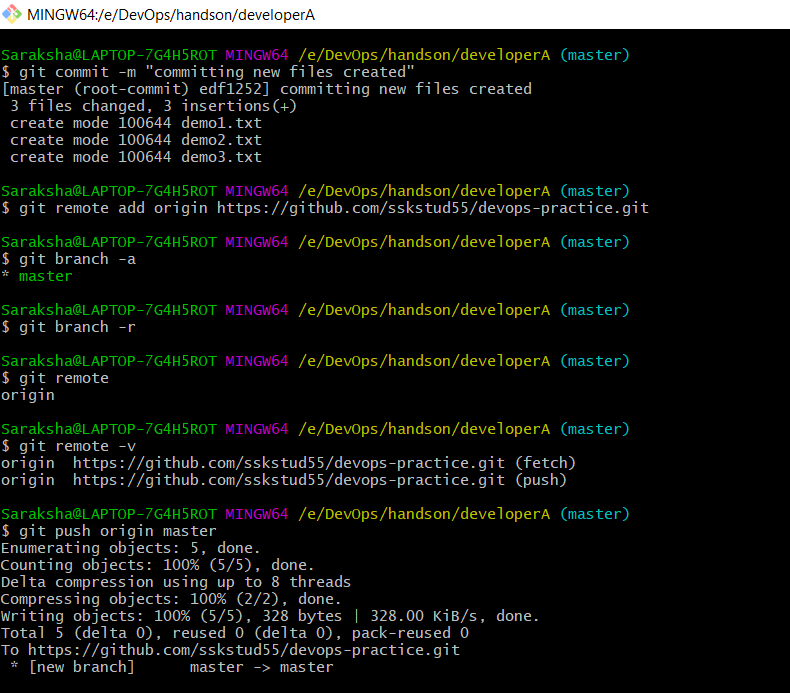 MINGW64:/e/DevOps/handson/developerA
Saraksha@LAPTOP-7G4H5ROT MINGW64 /e/DevOps/handson/developerA (master)
$ git commit -m "committing new files created"
[master (root-commit) edf1252] committing new files created
 3 files changed, 3 insertions(+)
 create mode 100644 demo1.txt
 create mode 100644 demo2.txt
 create mode 100644 demo3.txt
Saraksha@LAPTOP-7G4H5ROT MINGW64 /e/DevOps/handson/developerA (master)
$ git remote add origin https://github.com/sskstud55/devops-practice.git
Saraksha@LAPTOP-7G4H5ROT MINGW64 /e/DevOps/handson/developerA (master)
$ git branch -a
* master
Saraksha@LAPTOP-7G4H5ROT MINGW64 /e/DevOps/handson/developerA (master)
$ git branch -r
Saraksha@LAPTOP-7G4H5ROT MINGW64 /e/DevOps/handson/developerA (master)
$ git remote
origin
Saraksha@LAPTOP-7G4H5ROT MINGW64 /e/DevOps/handson/developerA (master)
$ git remote -v
origin  https://github.com/sskstud55/devops-practice.git (fetch)
origin  https://github.com/sskstud55/devops-practice.git (push)
Saraksha@LAPTOP-7G4H5ROT MINGW64 /e/DevOps/handson/developerA (master)
$ git push origin master
Enumerating objects: 5, done.
Counting objects: 100% (5/5), done.
Delta compression using up to 8 threads
Compressing objects: 100% (2/2), done.
Writing objects: 100% (5/5), 328 bytes | 328.00 KiB/s, done.
Total 5 (delta 0), reused 0 (delta 0), pack-reused 0
To https://github.com/sskstud55/devops-practice.git
 * [new branch]      master -> master